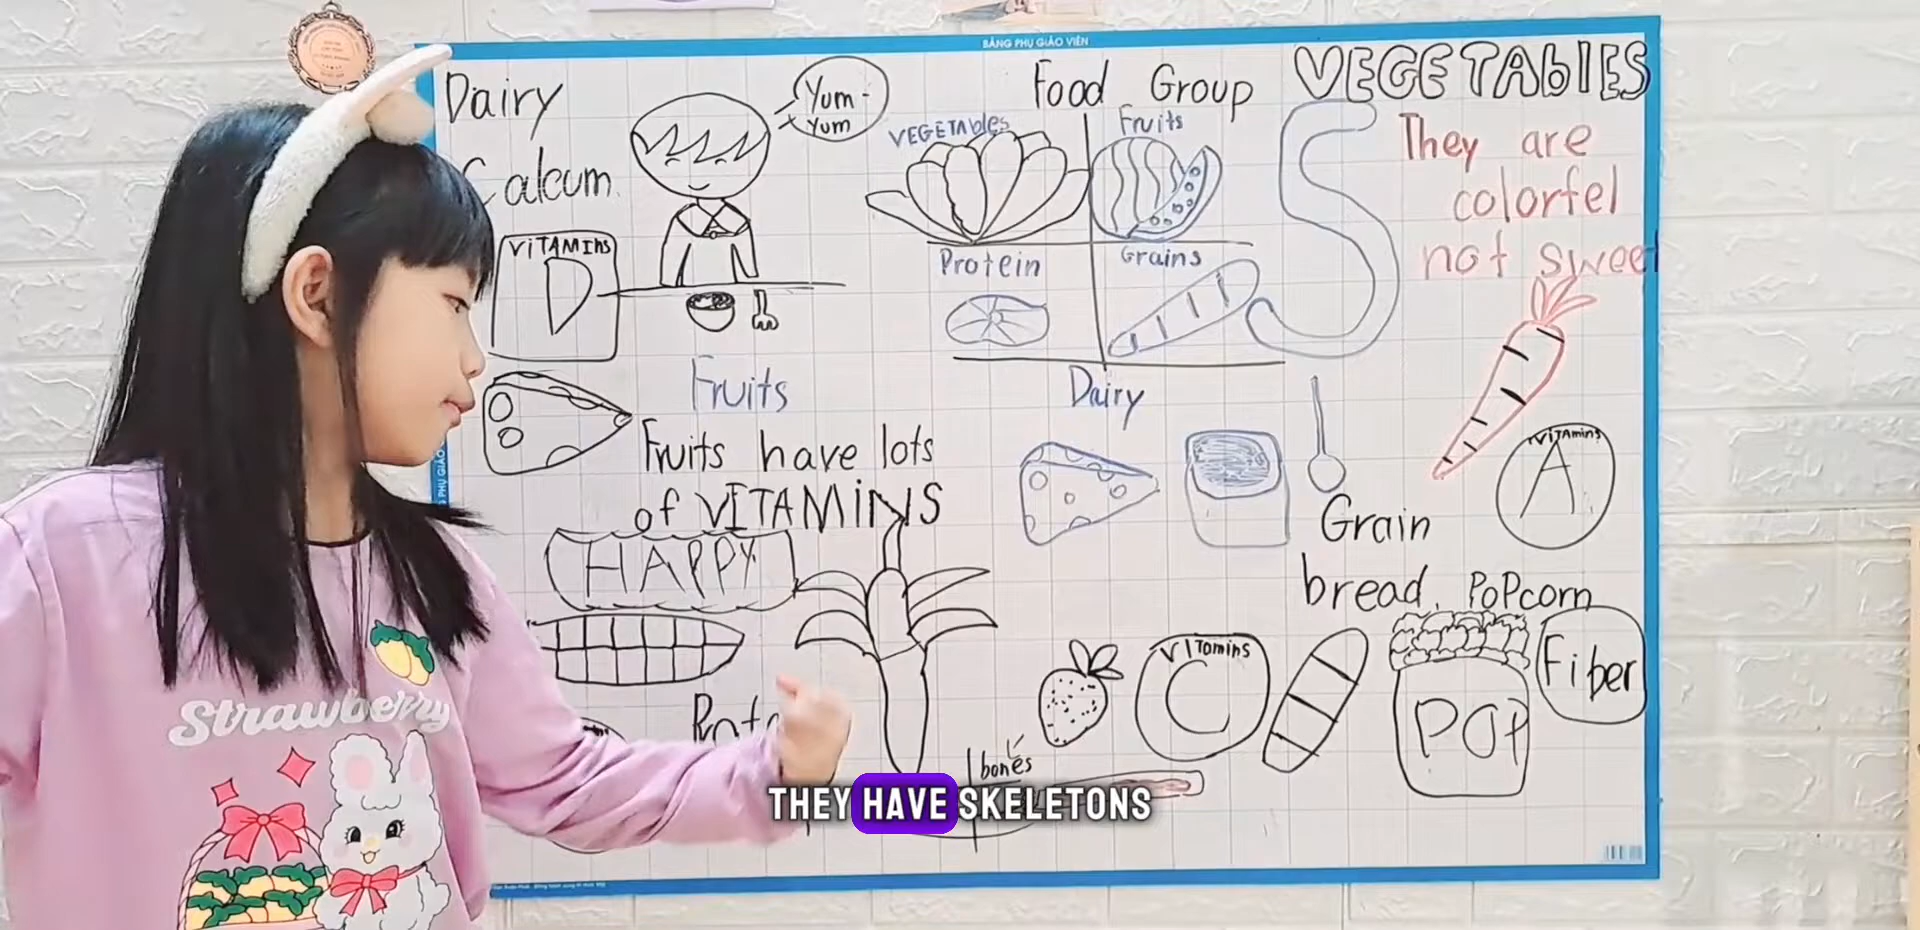 BẢNG PHỤ GIÁO VIÊN
Dairy
Calcum
VITAMINS
D
Yum-
Yum
Food Group
VEGETABLES
Fruits
Protein
Grains
Dairy
VEGETAbLES
They are
colorfel
not sweet
VITAmins
A
Fruits
Fruits have lots
of VITAMiNS
HAPPY
VITamins
C
Grain
bread, PoPcorn
Fiber
POP
bones
Strawberry
THEY HAVE SKELETONS